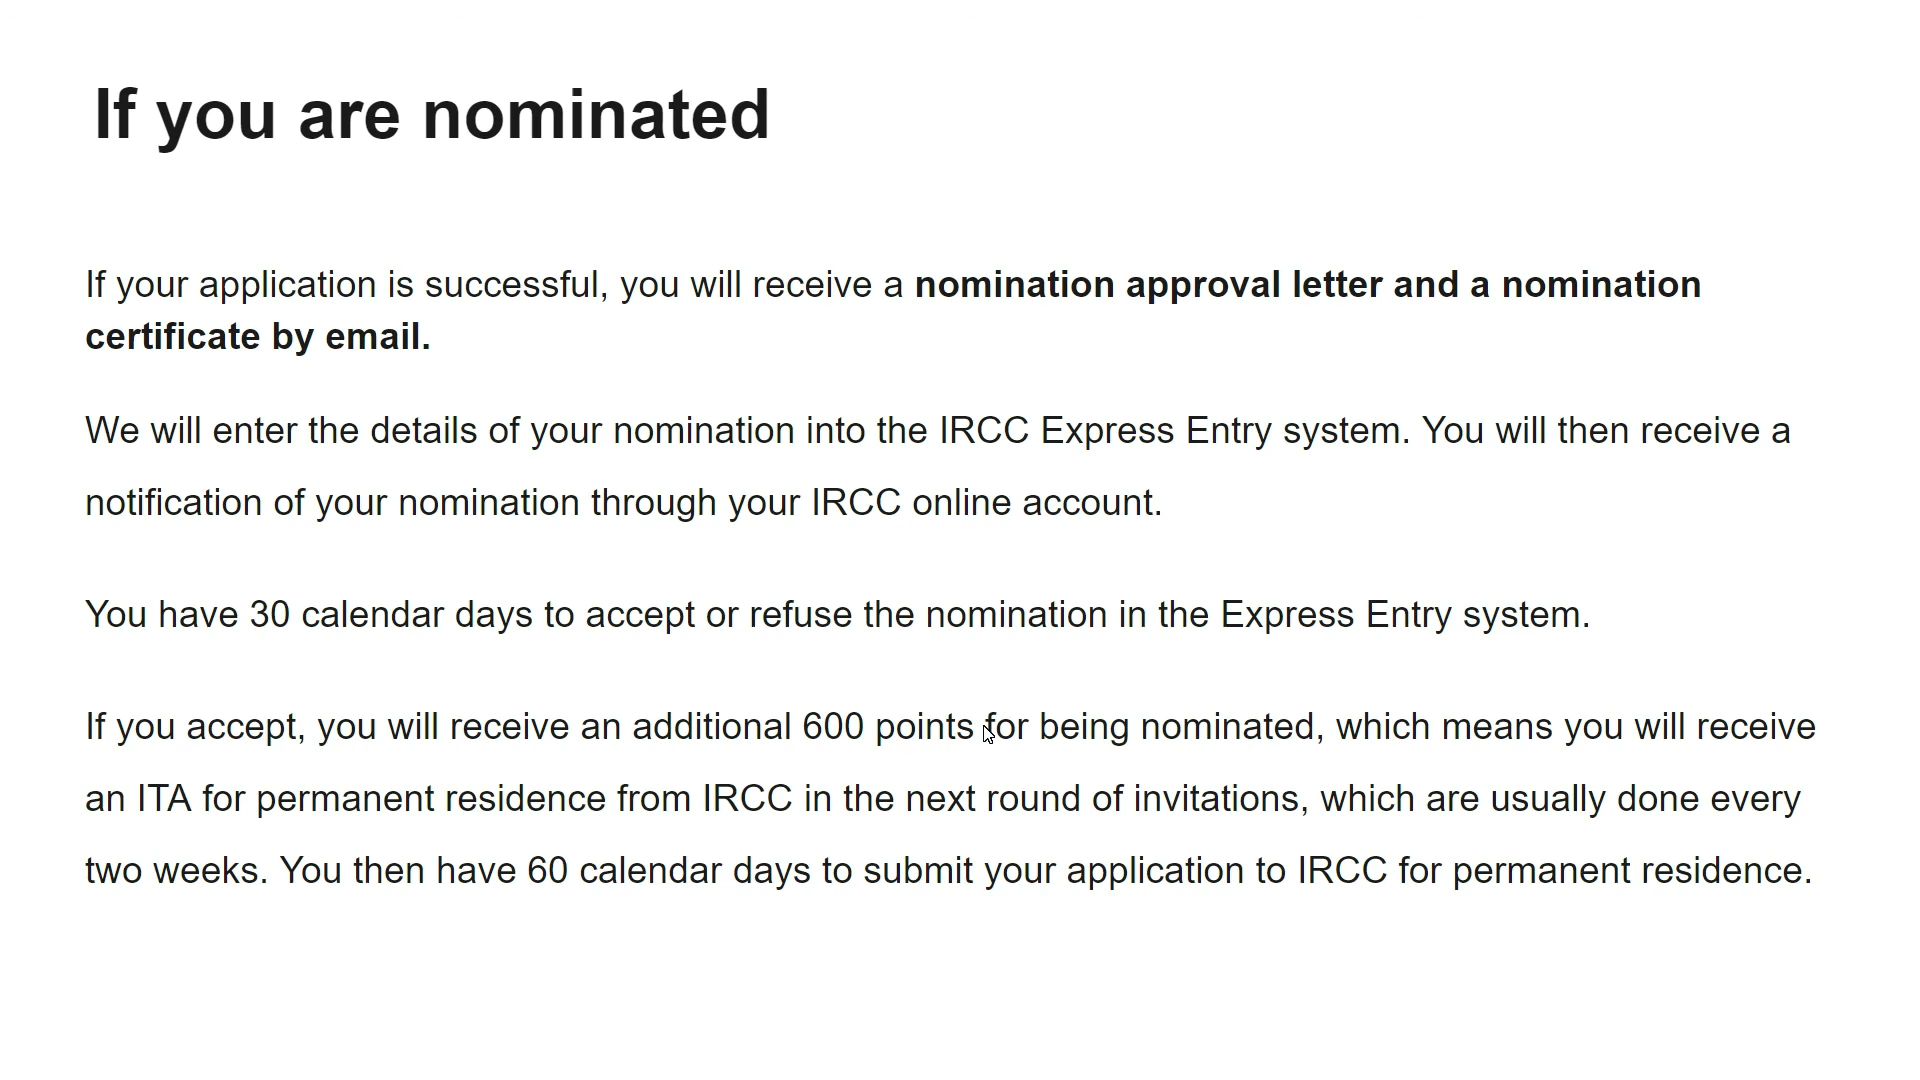 If you are nominated
If your application is successful, you will receive a nomination approval letter and a nomination
certificate by email.
We will enter the details of your nomination into the IRCC Express Entry system. You will then receive a
notification of your nomination through your IRCC online account.
You have 30 calendar days to accept or refuse the nomination in the Express Entry system.
If you accept, you will receive an additional 600 points for being nominated, which means you will receive
an ITA for permanent residence from IRCC in the next round of invitations, which are usually done every
two weeks. You then have 60 calendar days to submit your application to IRCC for permanent residence.